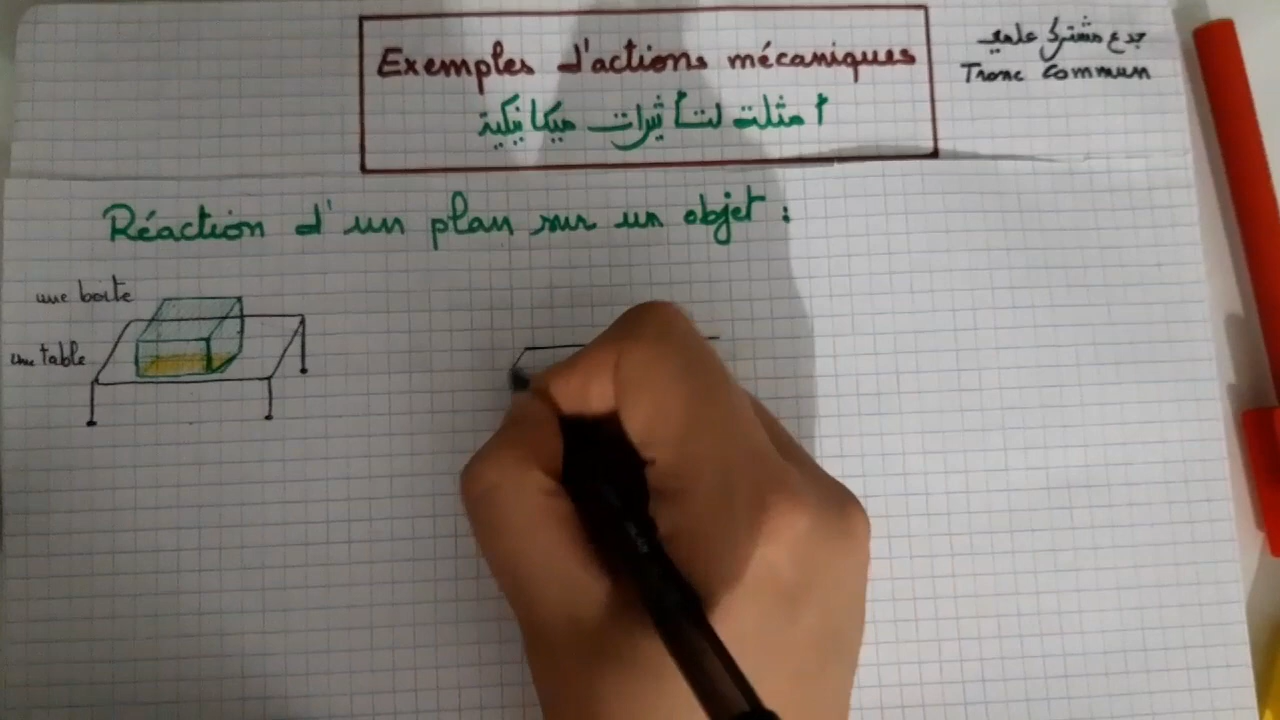 Exemples d'actions mécaniques
أمثلة لتأثيرات ميكانيكية
جدع مشترك علمي
Tronc Commun
Réaction d'un plan sur un objet :
une boite
une table